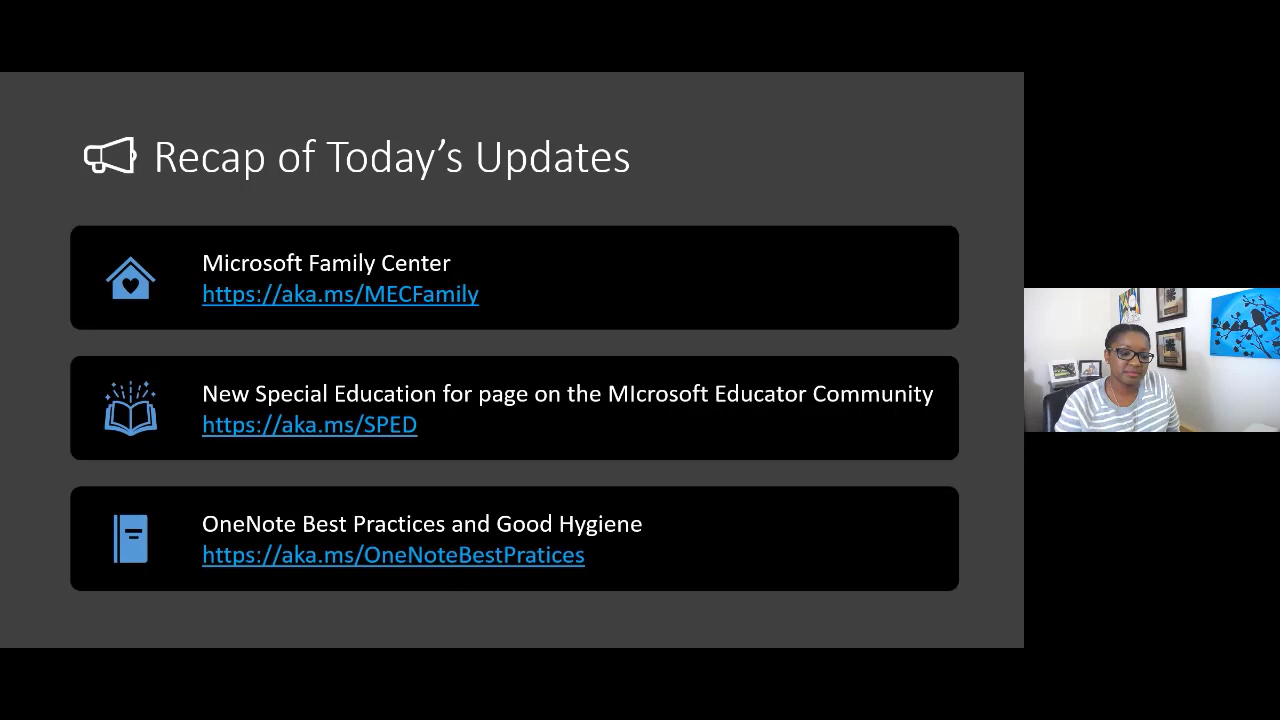 Recap of Today's Updates
Microsoft Family Center
https://aka.ms/MECFamily
New Special Education for page on the MIcrosoft Educator Community
https://aka.ms/SPED
OneNote Best Practices and Good Hygiene
https://aka.ms/OneNoteBestPratices